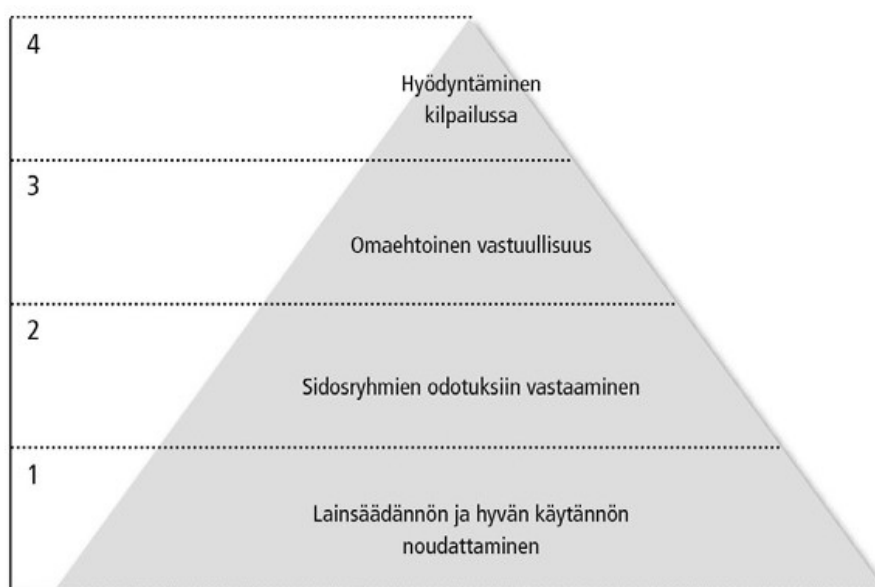 4
Hyödyntäminen
kilpailussa
3
Omaehtoinen vastuullisuus
2
Sidosryhmien odotuksiin vastaaminen
1
Lainsäädännön ja hyvän käytännön
noudattaminen